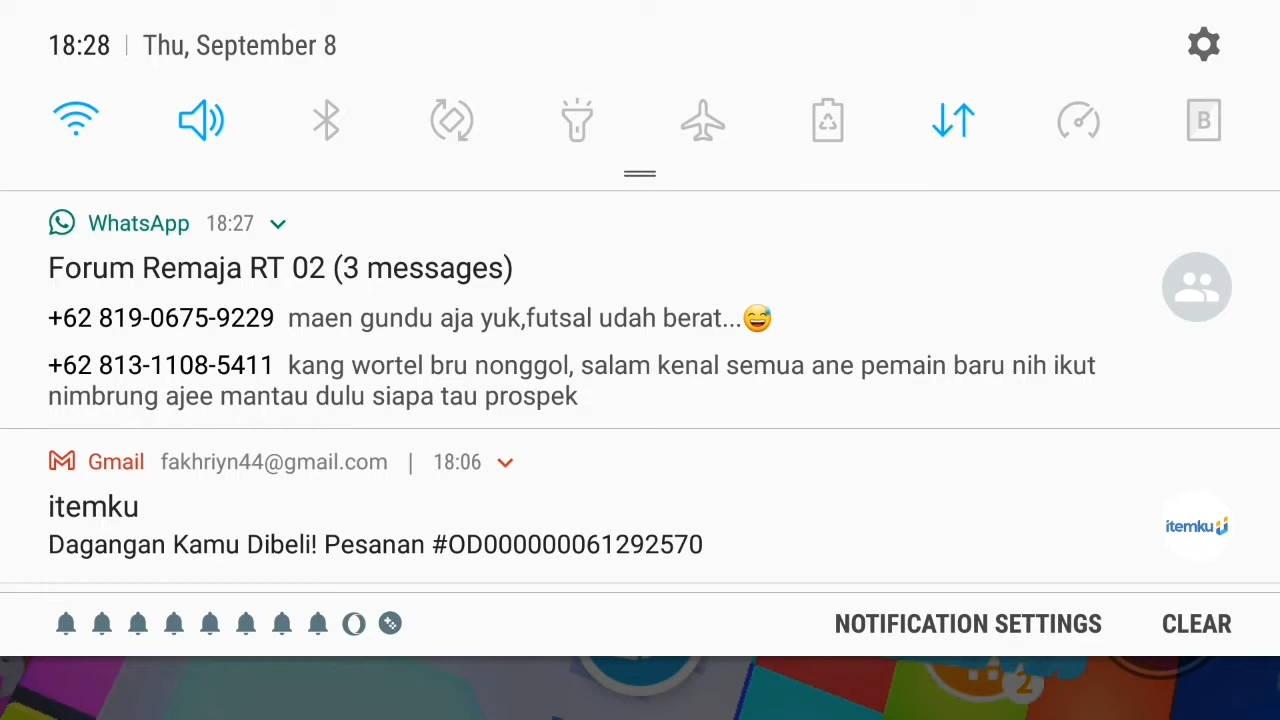 18:28 | Thu, September 8
B
WhatsApp 18:27
Forum Remaja RT 02 (3 messages)
+62 819-0675-9229 maen gundu aja yuk,futsal udah berat...😅
+62 813-1108-5411 kang wortel bru nonggol, salam kenal semua ane pemain baru nih ikut
nimbrung ajee mantau dulu siapa tau prospek
Gmail fakhriyn44@gmail.com | 18:06
itemku
itemku
Dagangan Kamu Dibeli! Pesanan #OD000000061292570
NOTIFICATION SETTINGS CLEAR
2